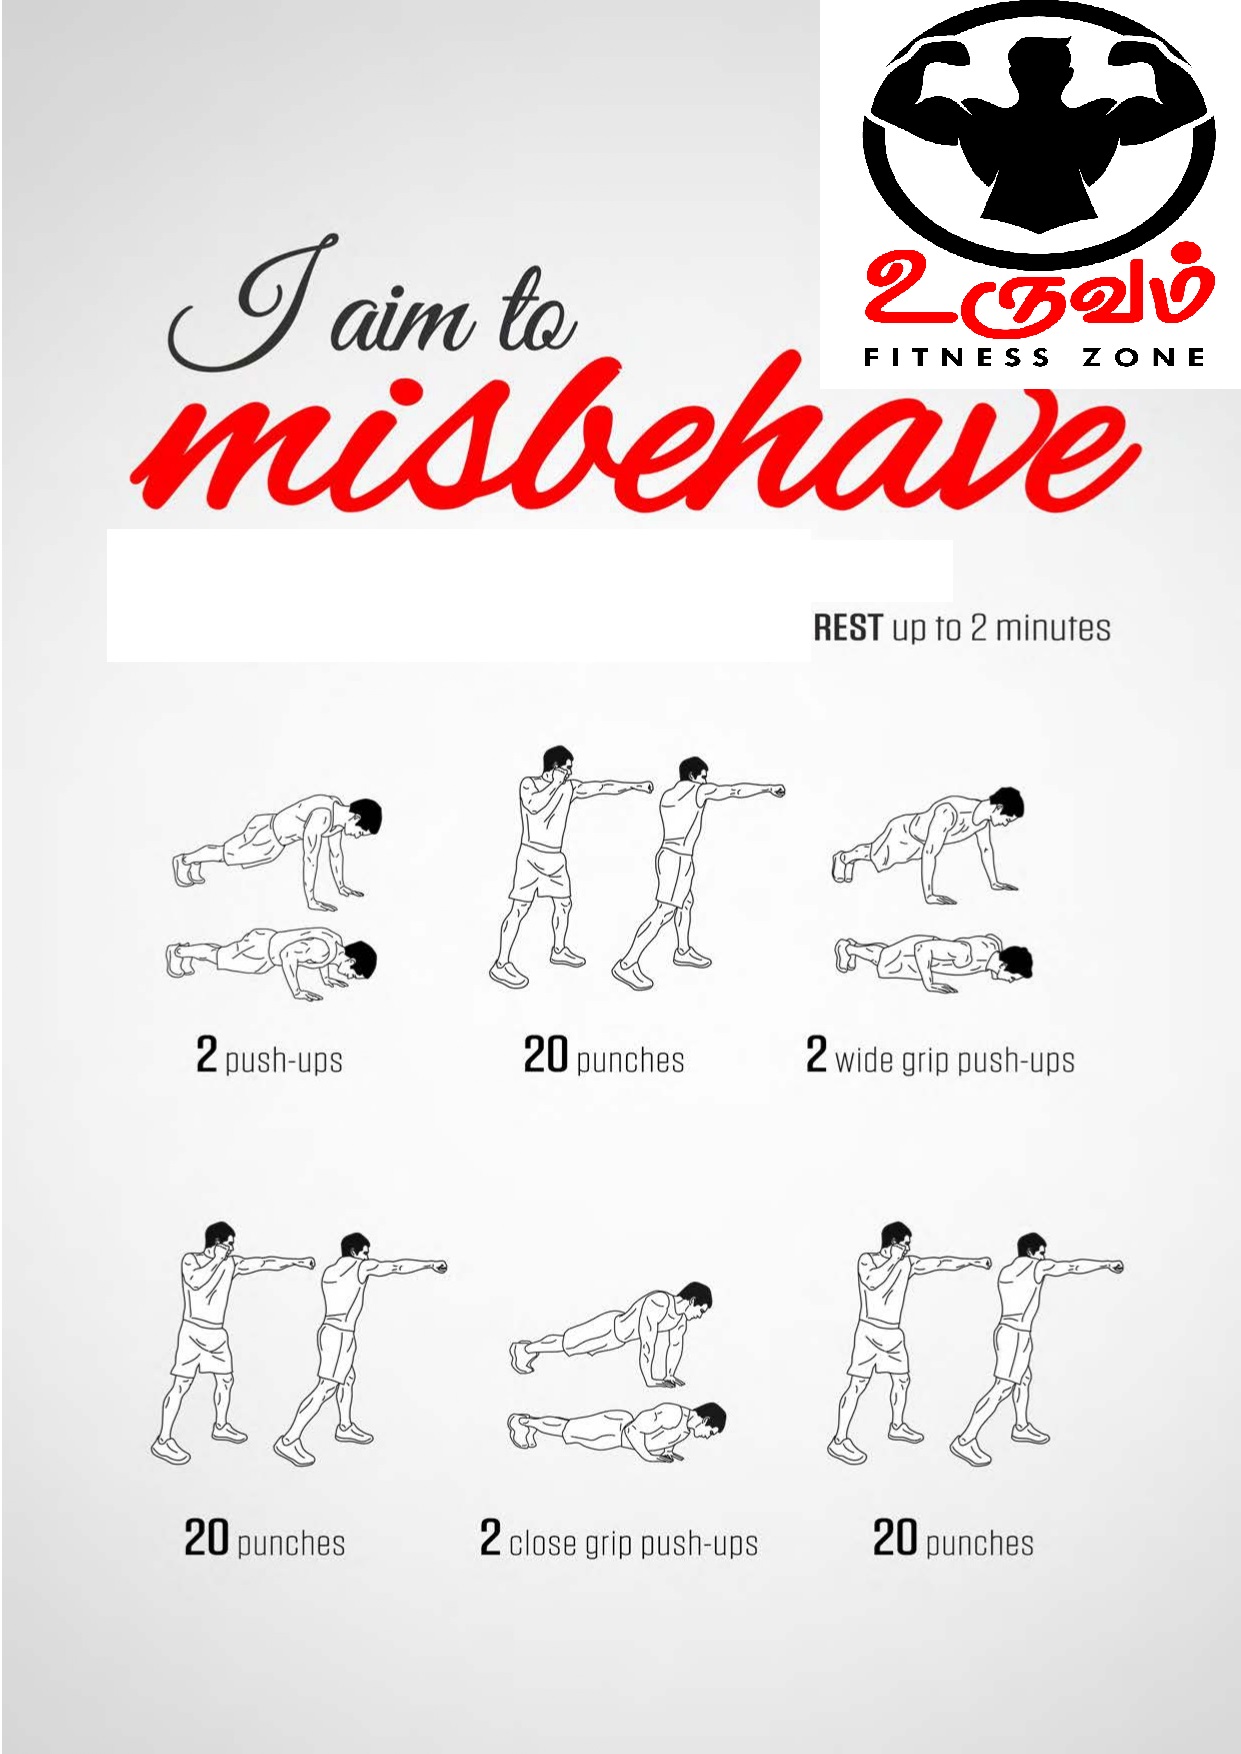 I aim to
misbehave
உருவம்
FITNESS ZONE
REST up to 2 minutes
2 push-ups
20 punches
2 wide grip push-ups
20 punches
2 close grip push-ups
20 punches